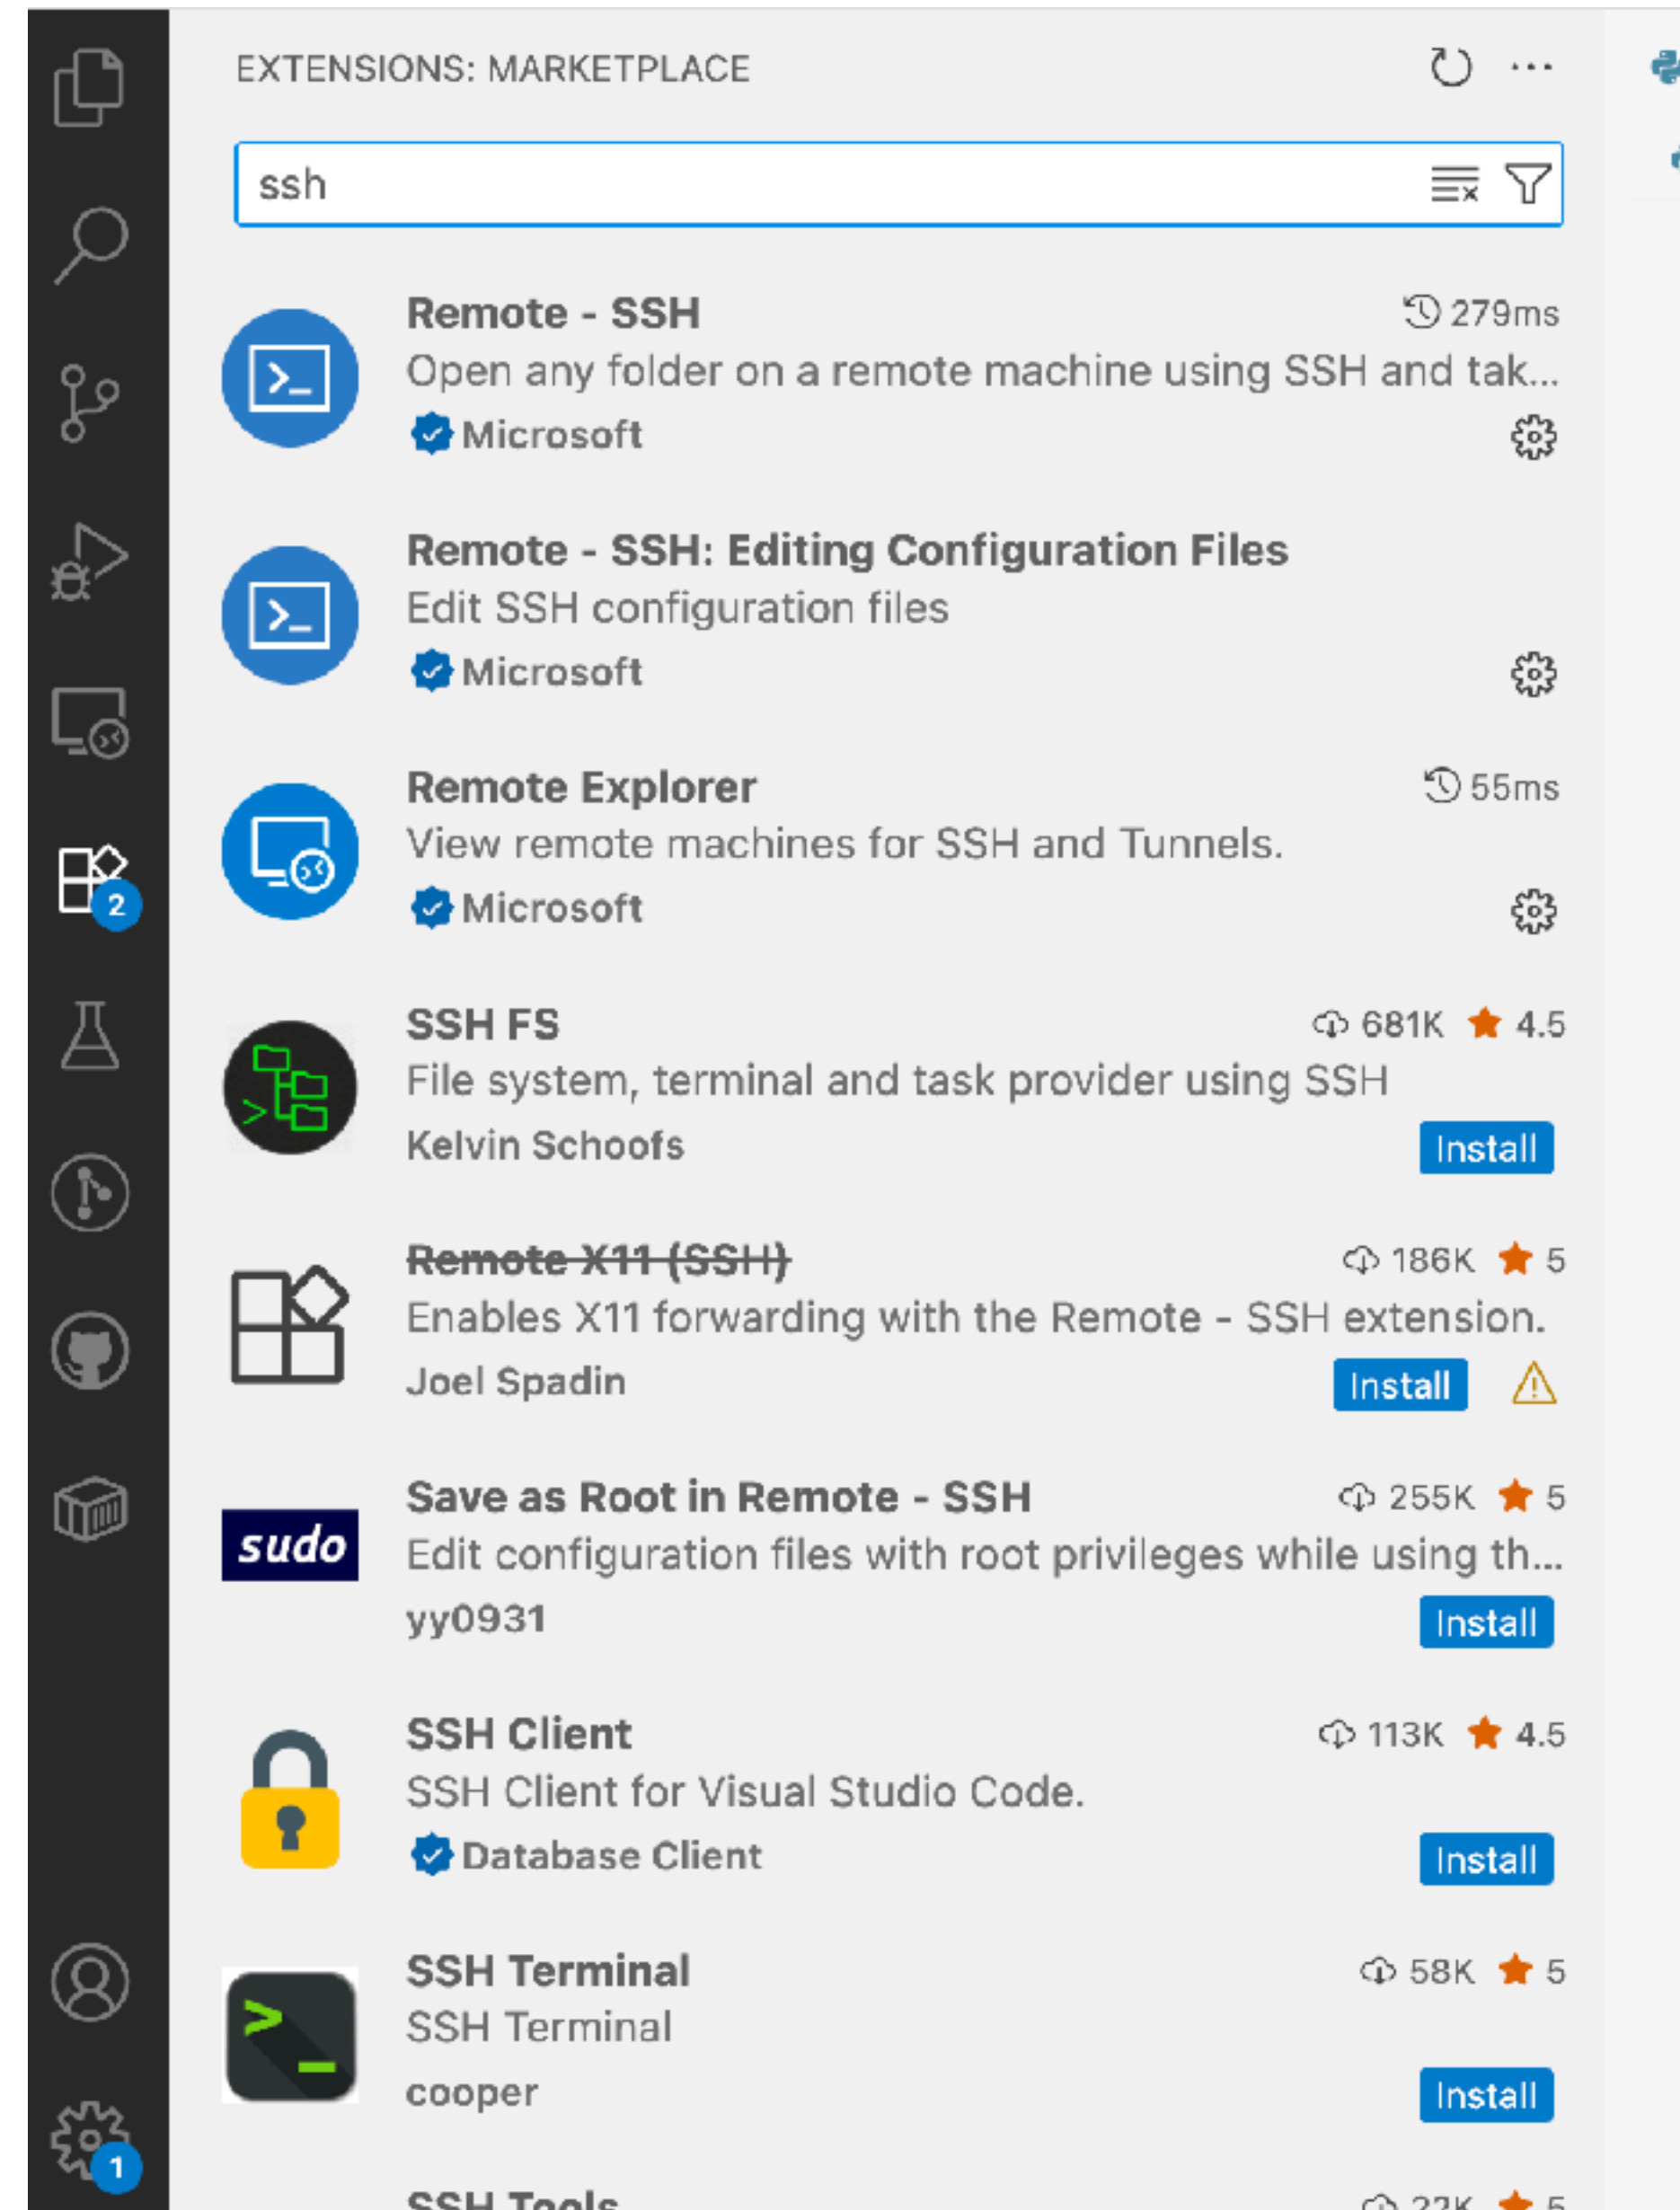 EXTENSIONS: MARKETPLACE
ssh
Remote - SSH 279ms
Open any folder on a remote machine using SSH and tak...
Microsoft
Remote - SSH: Editing Configuration Files
Edit SSH configuration files
Microsoft
Remote Explorer 55ms
View remote machines for SSH and Tunnels.
Microsoft
2
SSH FS 681K 4.5
File system, terminal and task provider using SSH
Kelvin Schoofs Install
Remote X11 (SSH) 186K 5
Enables X11 forwarding with the Remote - SSH extension.
Joel Spadin Install
Save as Root in Remote - SSH 255K 5
sudo
Edit configuration files with root privileges while using th...
yy0931 Install
SSH Client 113K 4.5
SSH Client for Visual Studio Code.
Database Client Install
SSH Terminal 58K 5
SSH Terminal
cooper Install
1
SSH Tools 22K 5